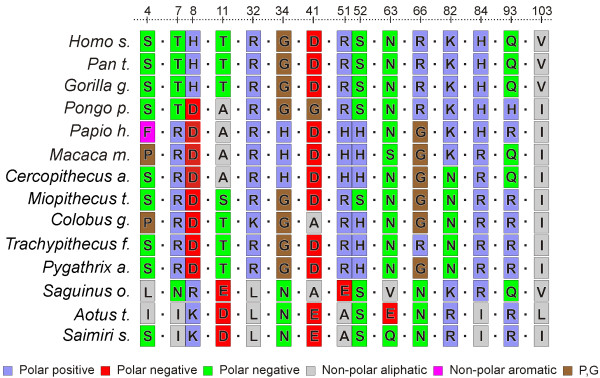 4 7 8 11 32 34 41 51 52 63 66 82 84 93 103
Homo s. S · T H · T · R · G · D · R S · N · R · K · H · Q · V
Pan t. S · T H · T · R · G · D · R S · N · R · K · H · Q · V
Gorilla g. S · T H · T · R · G · D · R S · N · R · K · H · Q · V
Pongo p. S · T D · A · R · G · G · R S · N · R · K · H · H · I
Papio h. F · R D · A · R · H · D · H H · N · G · K · H · R · I
Macaca m. P · R D · A · R · H · D · H H · S · G · K · R · Q · I
Cercopithecus a. S · R D · A · R · H · D · H H · N · G · N · R · Q · I
Miopithecus t. S · R D · S · R · G · D · R S · N · G · N · R · R · I
Colobus g. P · R D · T · K · G · A · R H · N · G · N · R · R · I
Trachypithecus f. S · R D · T · R · G · D · R H · N · R · N · R · R · I
Pygathrix a. S · R D · T · R · G · D · R H · N · G · N · R · R · I
Saguinus o. L · N R · E · L · N · A · E S · V · N · K · R · Q · V
Aotus t. I · I K · D · L · N · E · A S · E · N · R · I · R · L
Saimiri s. S · I K · D · L · N · E · A S · Q · N · R · I · R · I
Polar positive Polar negative Polar negative Non-polar aliphatic Non-polar aromatic P,G